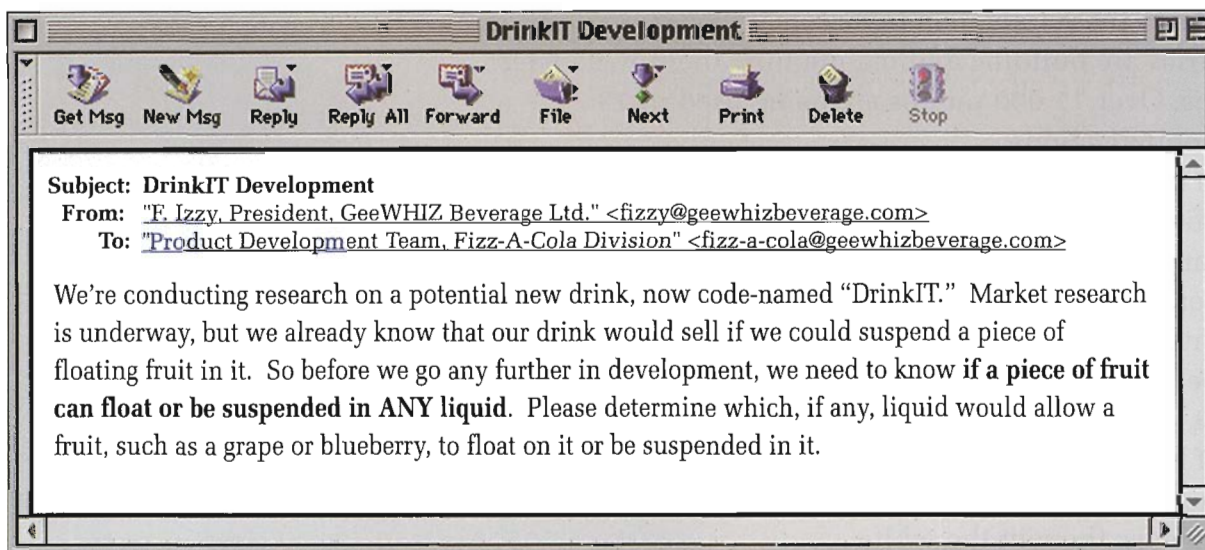 DrinkIT Development
Get Msg New Msg Reply Reply All Forward File Next Print Delete Stop
Subject: DrinkIT Development
From: "F. Izzy, President, GeeWHIZ Beverage Ltd." <fizzy@geewhizbeverage.com>
To: "Product Development Team, Fizz-A-Cola Division" <fizz-a-cola@geewhizbeverage.com>
We're conducting research on a potential new drink, now code-named “DrinkIT.” Market research
is underway, but we already know that our drink would sell if we could suspend a piece of
floating fruit in it. So before we go any further in development, we need to know if a piece of fruit
can float or be suspended in ANY liquid. Please determine which, if any, liquid would allow a
fruit, such as a grape or blueberry, to float on it or be suspended in it.